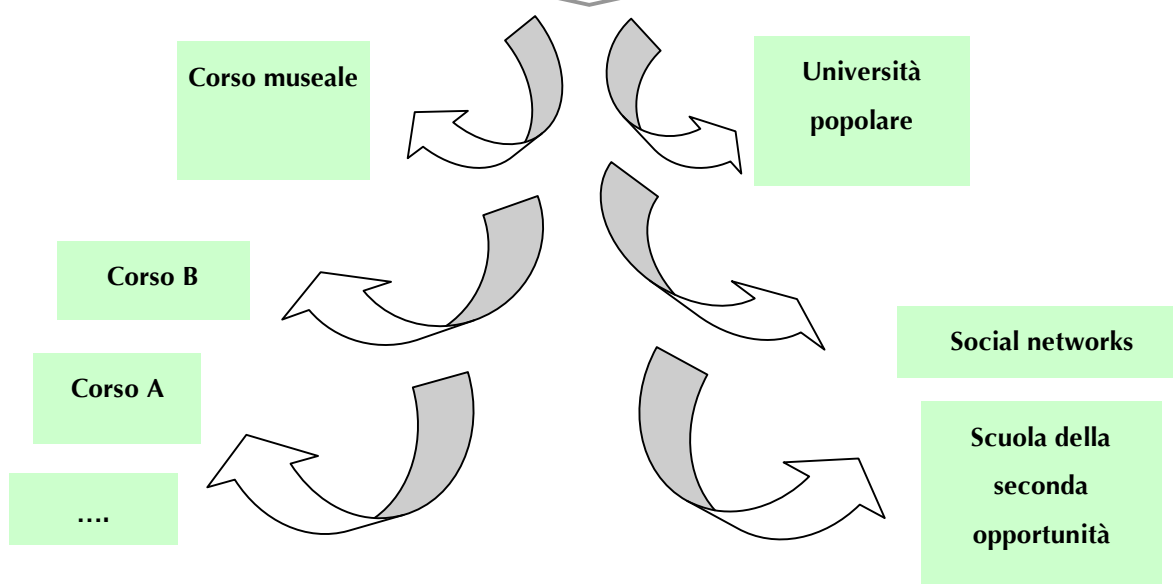 Corso museale
Università
popolare
Corso B
Social networks
Corso A
Scuola della
seconda
opportunità
....